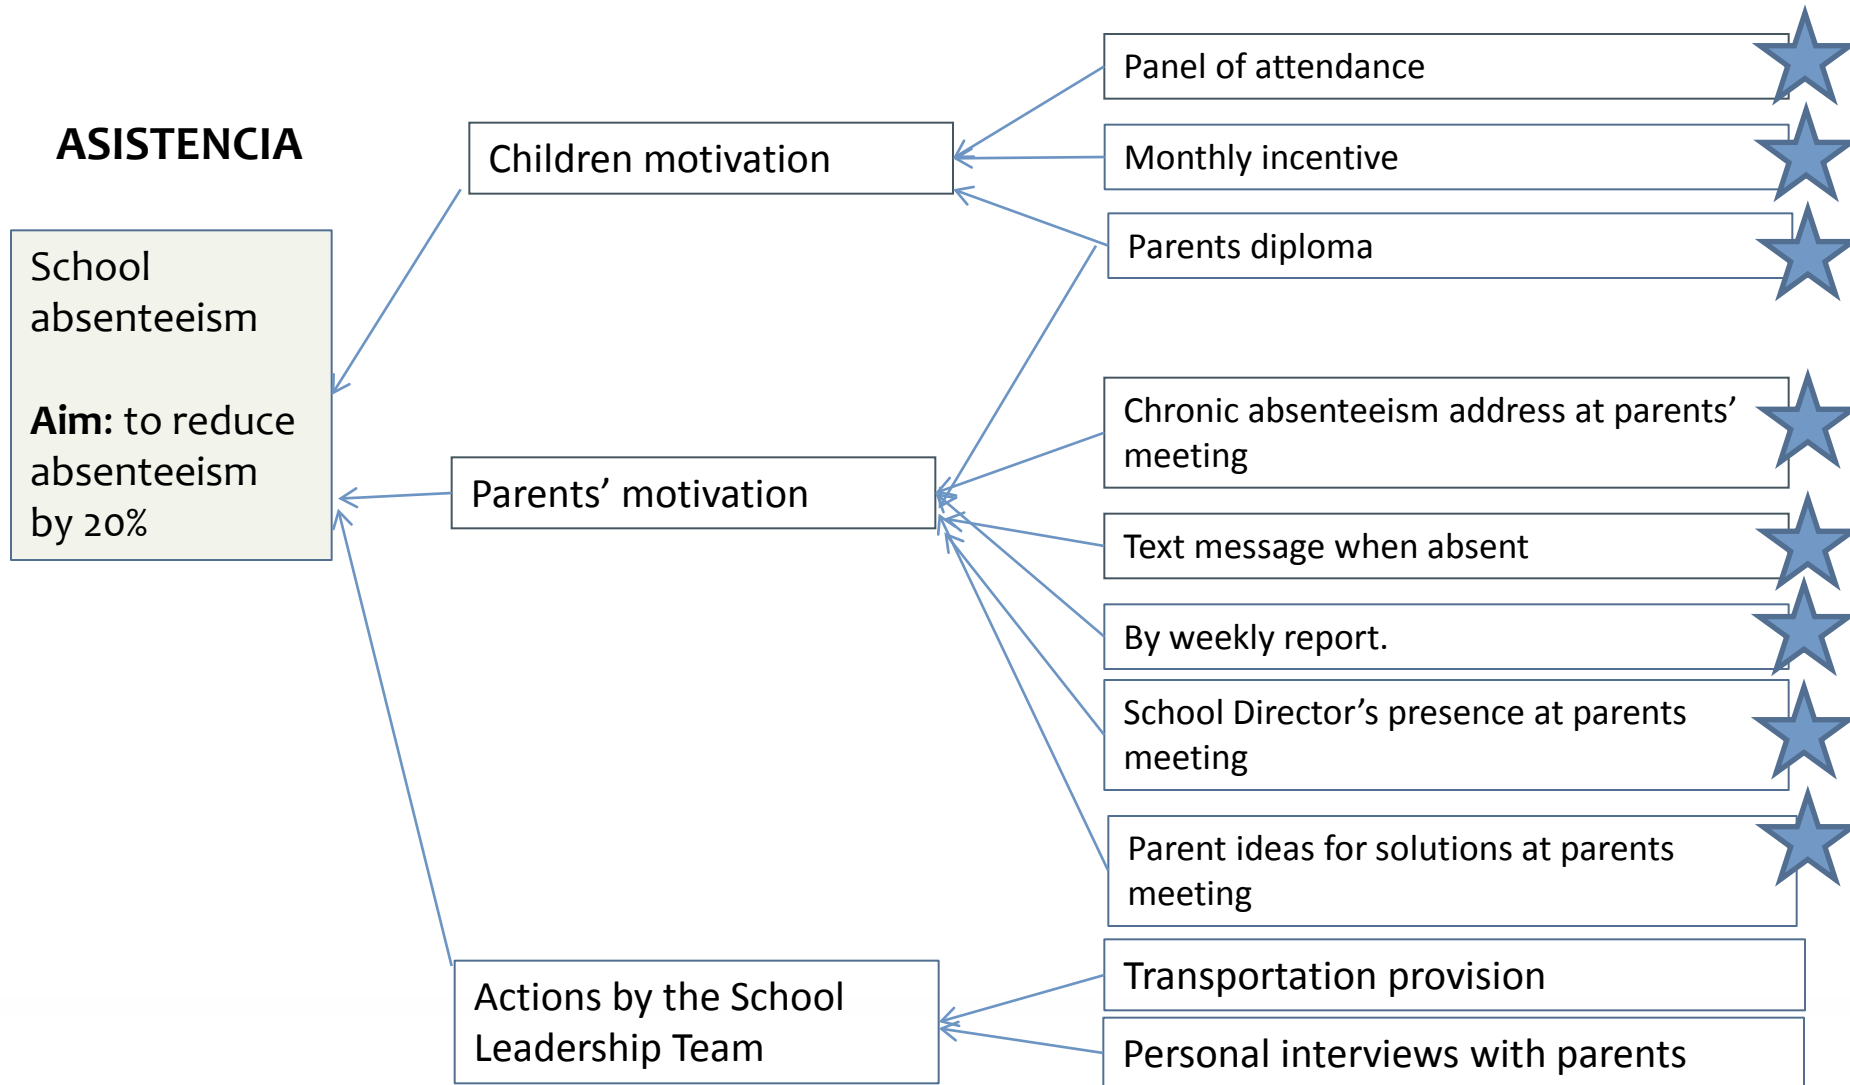 ASISTENCIA
School
absenteeism
Aim: to reduce
absenteeism
by 20%
Children motivation
Parents’ motivation
Actions by the School
Leadership Team
Panel of attendance
Monthly incentive
Parents diploma
Chronic absenteeism address at parents’
meeting
Text message when absent
By weekly report.
School Director’s presence at parents
meeting
Parent ideas for solutions at parents
meeting
Transportation provision
Personal interviews with parents